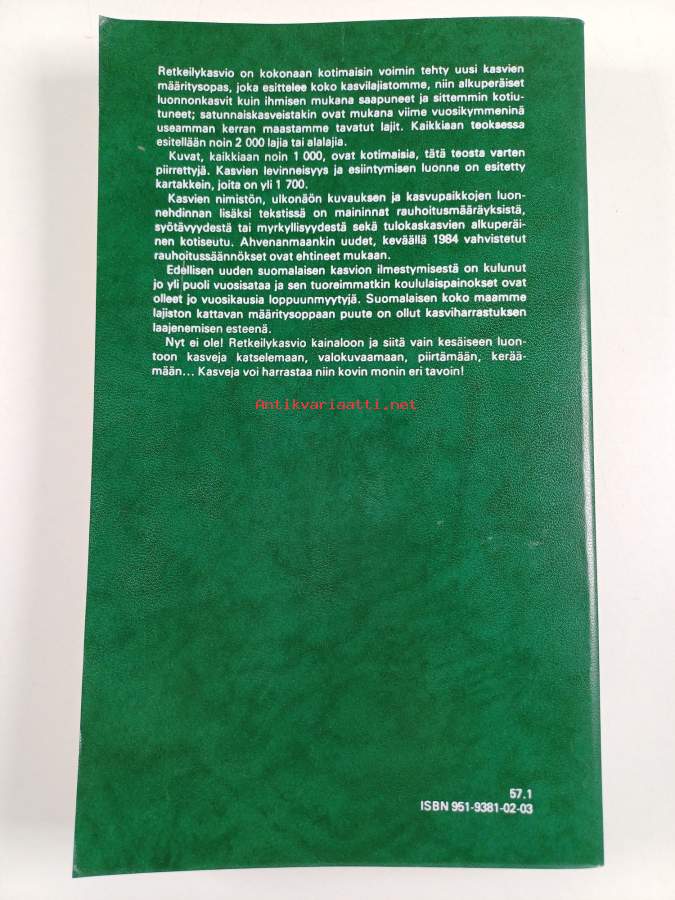 Retkeilykasvio on kokonaan kotimaisin voimin tehty uusi kasvien
määritysopas, joka esittelee koko kasvilajistomme, niin alkuperäiset
luonnonkasvit kuin ihmisen mukana saapuneet ja sittemmin kotiu-
tuneet; satunnaiskasveistakin ovat mukana viime vuosikymmeninä
useamman kerran maastamme tavatut lajit. Kaikkiaan teoksessa
esitellään noin 2 000 lajia tai alalajia.
Kuvat, kaikkiaan noin 1 000, ovat kotimaisia, tätä teosta varten
piirrettyjä. Kasvien levinneisyys ja esiintymisen luonne on esitetty
kartakkein, joita on yli 1 700.
Kasvien nimistön, ulkonäön kuvauksen ja kasvupaikkojen luon-
nehdinnan lisäksi tekstissä on maininnat rauhoitusmääräyksistä,
syötävyydestä tai myrkyllisyydestä sekä tulokaskasvien alkuperäi-
nen kotiseutu. Ahvenanmaankin uudet, keväällä 1984 vahvistetut
rauhoitussäännökset ovat ehtineet mukaan.
Edellisen uuden suomalaisen kasvion ilmestymisestä on kulunut
jo yli puoli vuosisataa ja sen tuoreimmatkin koululaispainokset ovat
olleet jo vuosikausia loppuunmyytyjä. Suomalaisen koko maamme
lajiston kattavan määritysoppaan puute on ollut kasviharrastuksen
laajenemisen esteenä.
Nyt ei ole! Retkeilykasvio kainaloon ja siitä vain kesäiseen luon-
toon kasveja katselemaan, valokuvaamaan, piirtämään, kerää-
mään... Kasveja voi harrastaa niin kovin monin eri tavoin!
Antikvariaatti.net
57.1
ISBN 951-9381-02-03